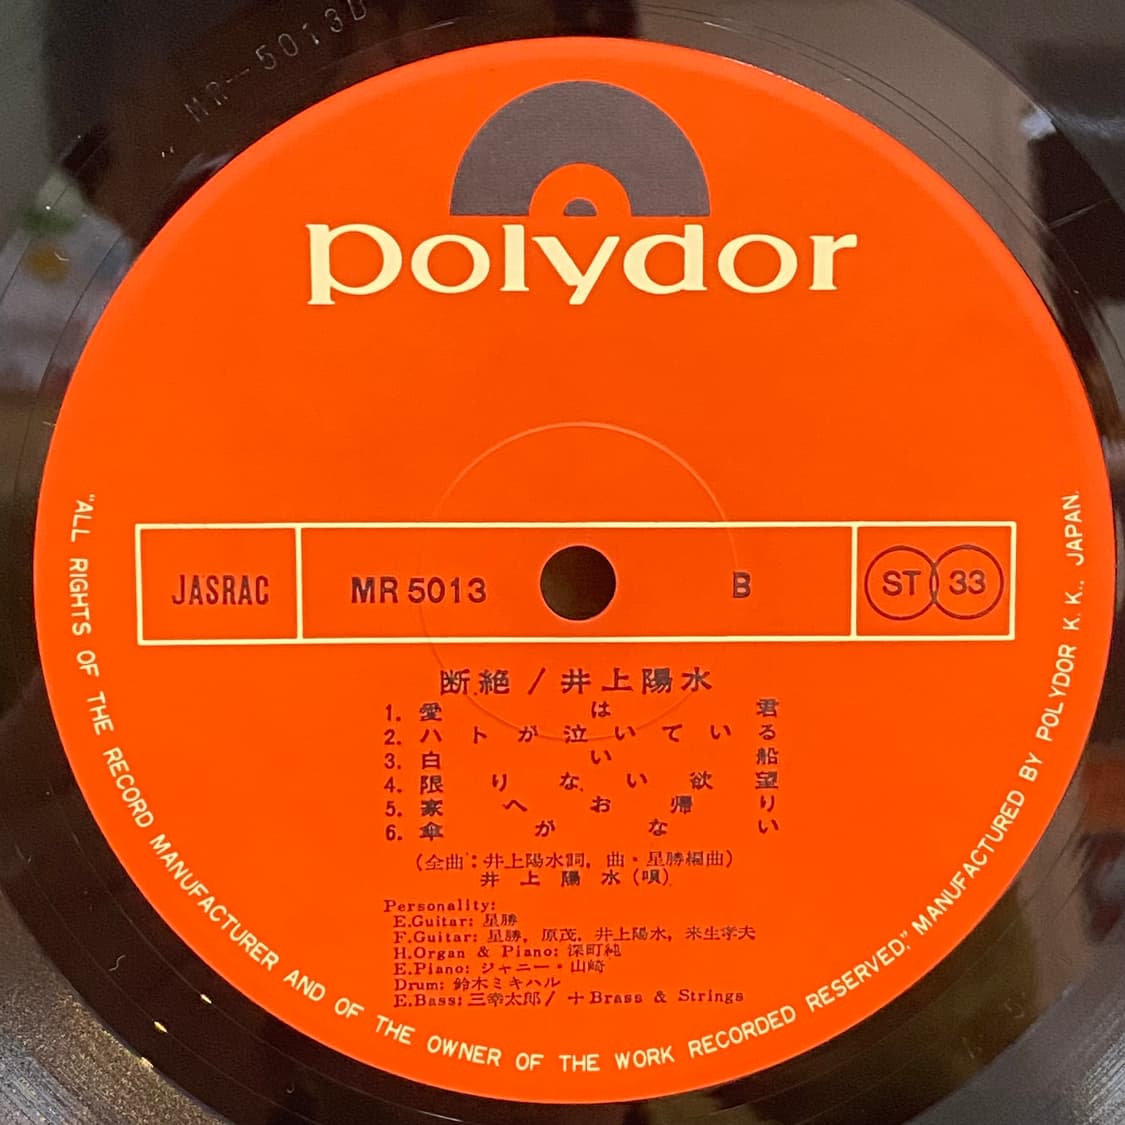 MR-5013B
polydor
JASRAC
MR 5013
B
ST 33
断絶 / 井上陽水
1. 愛は君
2. ハトが泣いている
3. 白い船
4. 限りない欲望
5. 家へお帰り
6. 傘がない
(全曲：井上陽水詞, 曲・星勝編曲)
井上陽水(唄)
Personality:
E.Guitar: 星勝
F.Guitar: 星勝, 原茂, 井上陽水, 米生孝夫
H.Organ & Piano: 深町純
E.Piano: ジャニー・山崎
Drum: 鈴木ミキハル
E.Bass: 三幸太郎 / + Brass & Strings
"ALL RIGHTS OF THE RECORD MANUFACTURER AND OF THE OWNER OF THE WORK RECORDED RESERVED." MANUFACTURED BY POLYDOR K. K., JAPAN.